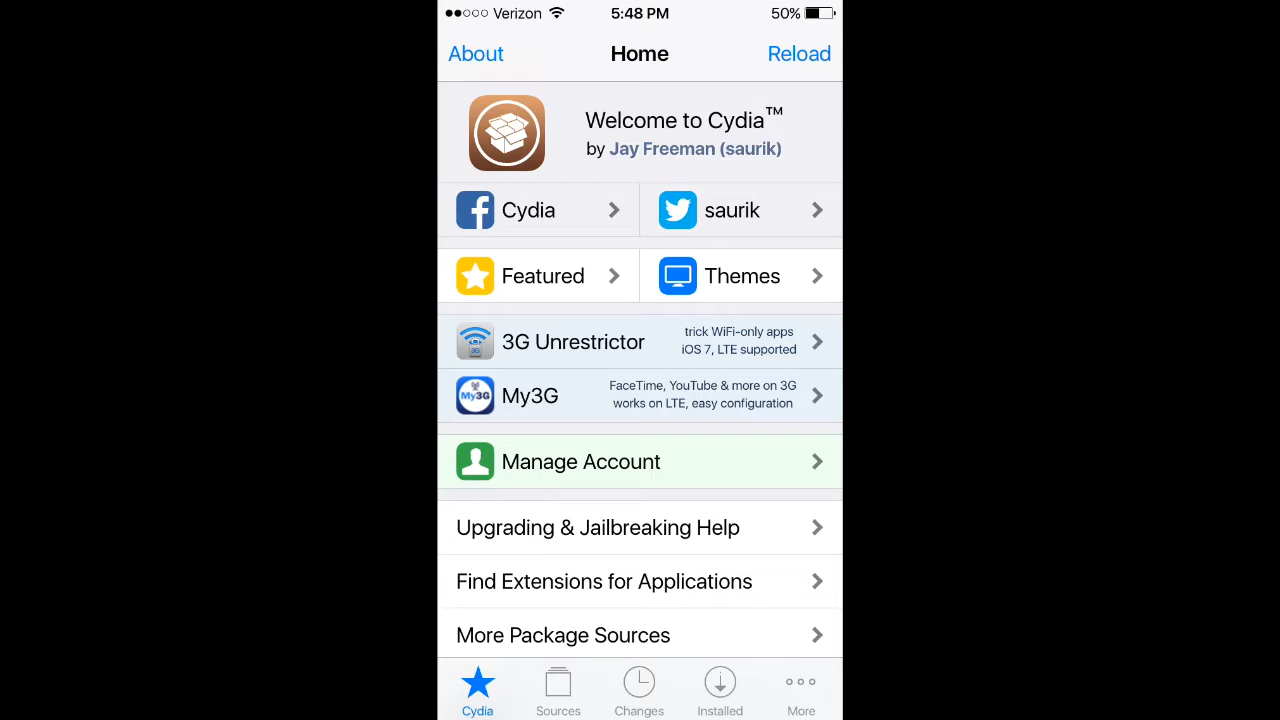 Verizon 5:48 PM 50%
About Home Reload
Welcome to Cydia™
by Jay Freeman (saurik)
Cydia saurik
Featured Themes
3G Unrestrictor trick WiFi-only apps
iOS 7, LTE supported
My3G My3G FaceTime, YouTube & more on 3G
works on LTE, easy configuration
Manage Account
Upgrading & Jailbreaking Help
Find Extensions for Applications
More Package Sources
Cydia Sources Changes Installed More